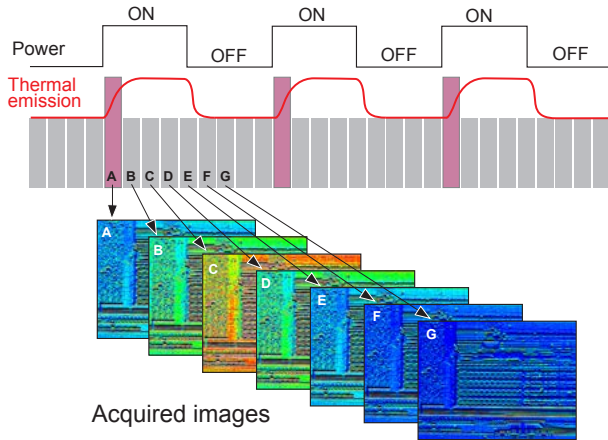 ON
ON
ON
Power
OFF
OFF
OFF
Thermal
emission
A B C D E F G
A
B
C
D
E
F
G
Acquired images